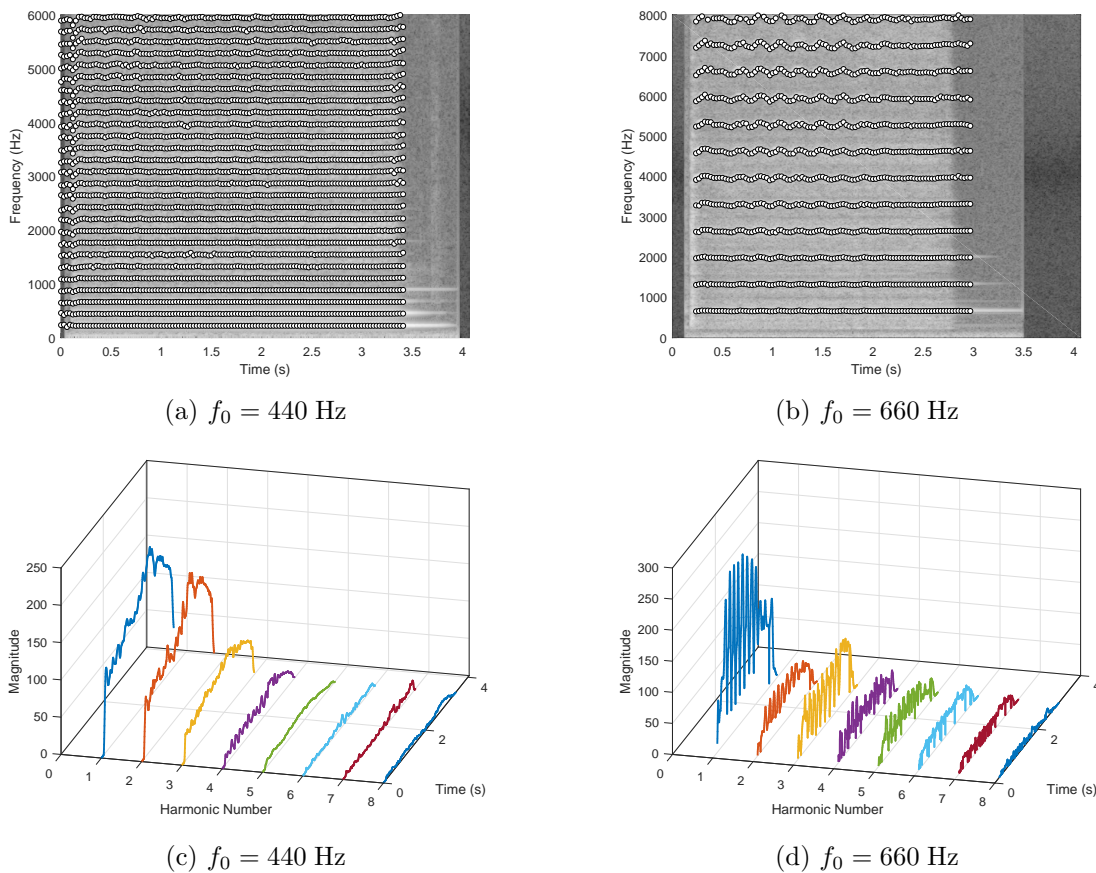 6000
5000
4000
3000
2000
1000
0
Frequency (Hz)
0 0.5 1 1.5 2 2.5 3 3.5 4
Time (s)
(a) f₀ = 440 Hz
8000
7000
6000
5000
4000
3000
2000
1000
0
Frequency (Hz)
0 0.5 1 1.5 2 2.5 3 3.5 4
Time (s)
(b) f₀ = 660 Hz
250
200
150
100
50
0
Magnitude
0 1 2 3 4 5 6 7 8
Harmonic Number
0 2 4
Time (s)
(c) f₀ = 440 Hz
300
250
200
150
100
50
0
Magnitude
0 1 2 3 4 5 6 7 8
Harmonic Number
0 2 4
Time (s)
(d) f₀ = 660 Hz